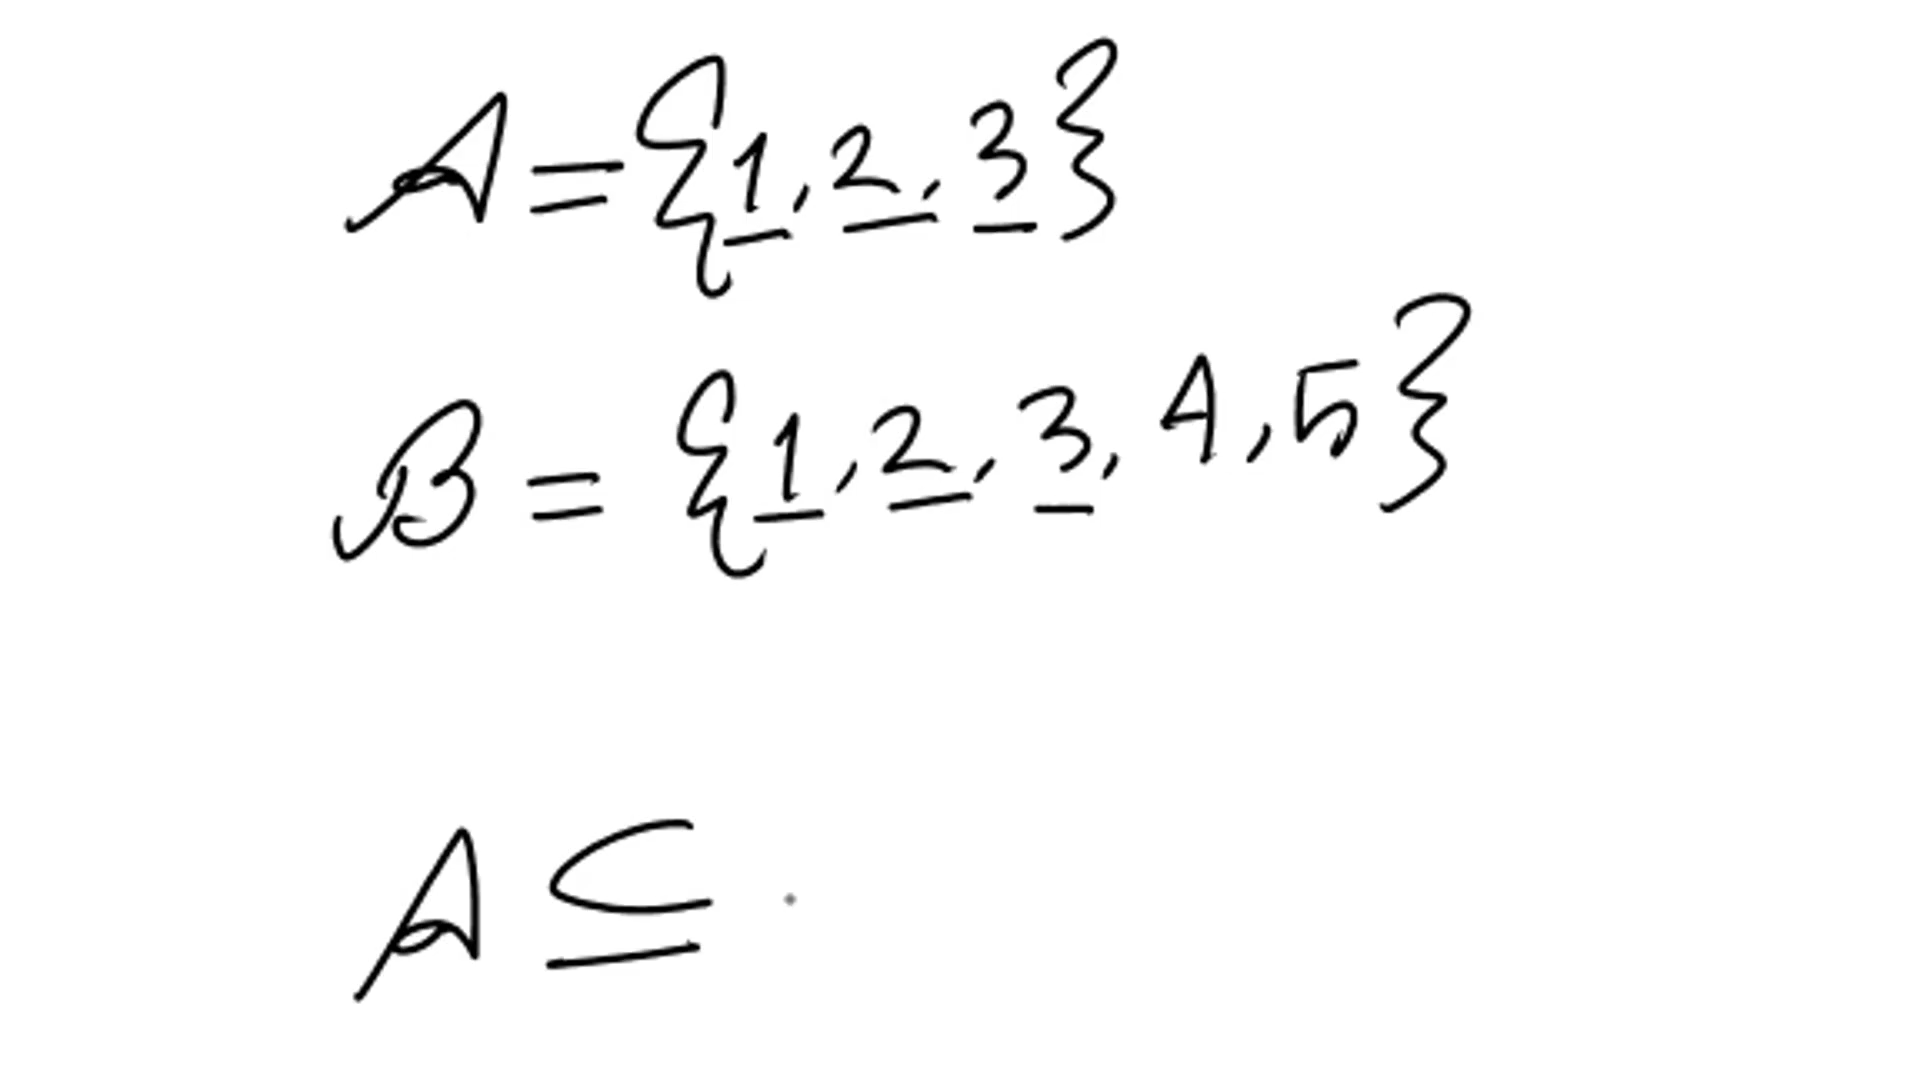 A = {1, 2, 3}
B = {1, 2, 3, 4, 5}
A ⊆